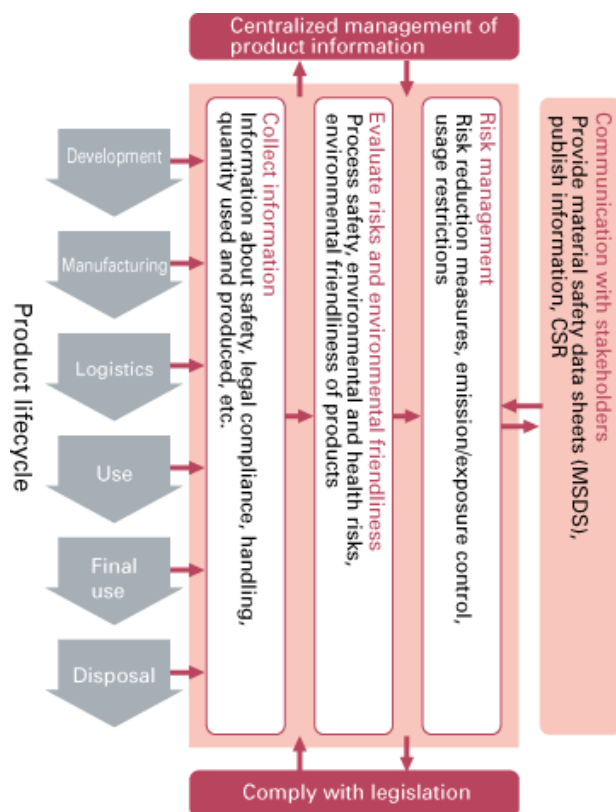 Centralized management of
product information
Product lifecycle
Development
Manufacturing
Logistics
Use
Final
use
Disposal
Collect information
Information about safety, legal compliance, handling,
quantity used and produced, etc.
Evaluate risks and environmental friendliness
Process safety, environmental and health risks,
environmental friendliness of products
Risk management
Risk reduction measures, emission/exposure control,
usage restrictions
Communication with stakeholders
Provide material safety data sheets (MSDS),
publish information, CSR
Comply with legislation